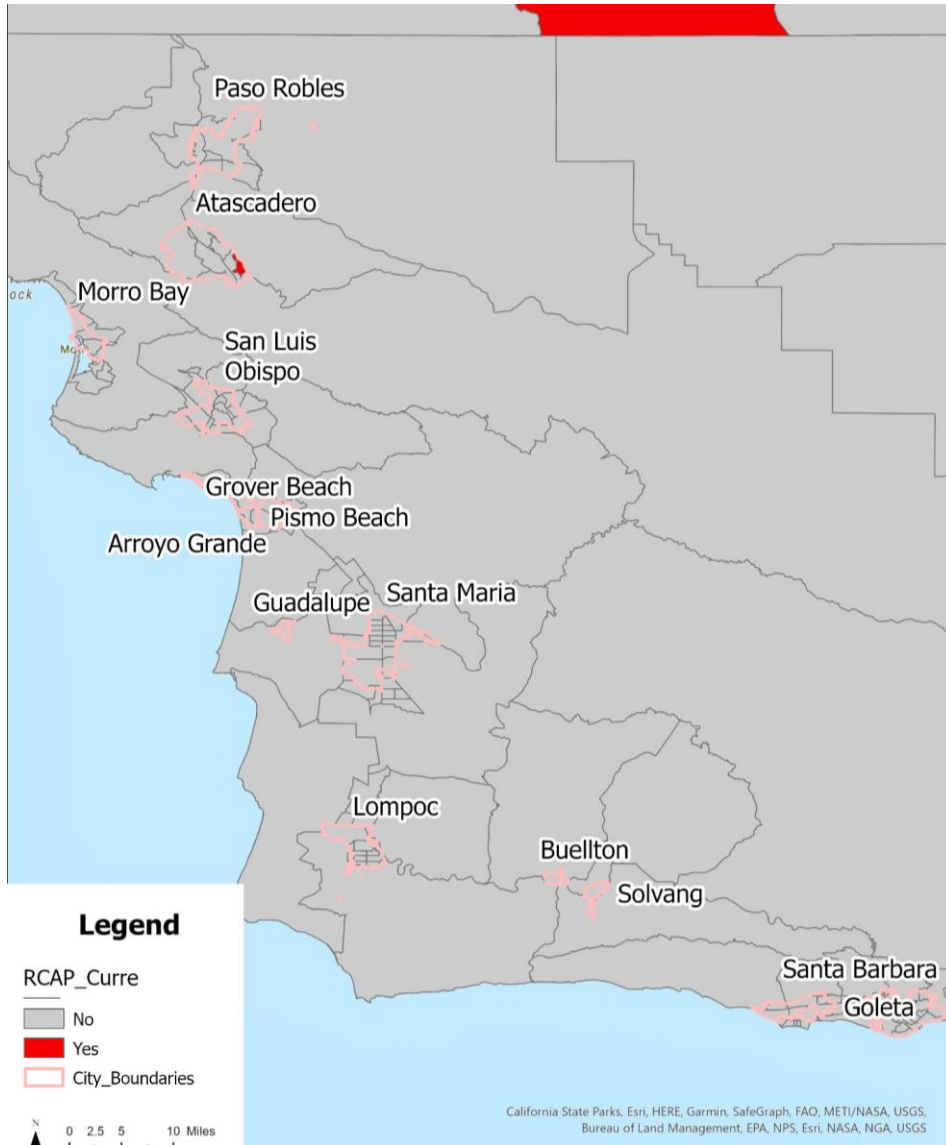 Paso Robles
Atascadero
ock
Morro Bay
San Luis
Obispo
Grover Beach
Pismo Beach
Arroyo Grande
Santa Maria
Guadalupe
Lompoc
Buellton
Solvang
Santa Barbara
Goleta
Legend
RCAP_Curre
No
Yes
City_Boundaries
N
0 2.5 5 10 Miles
California State Parks, Esri, HERE, Garmin, SafeGraph, FAO, METI/NASA, USGS,
Bureau of Land Management, EPA, NPS, Esri, NASA, NGA, USGS